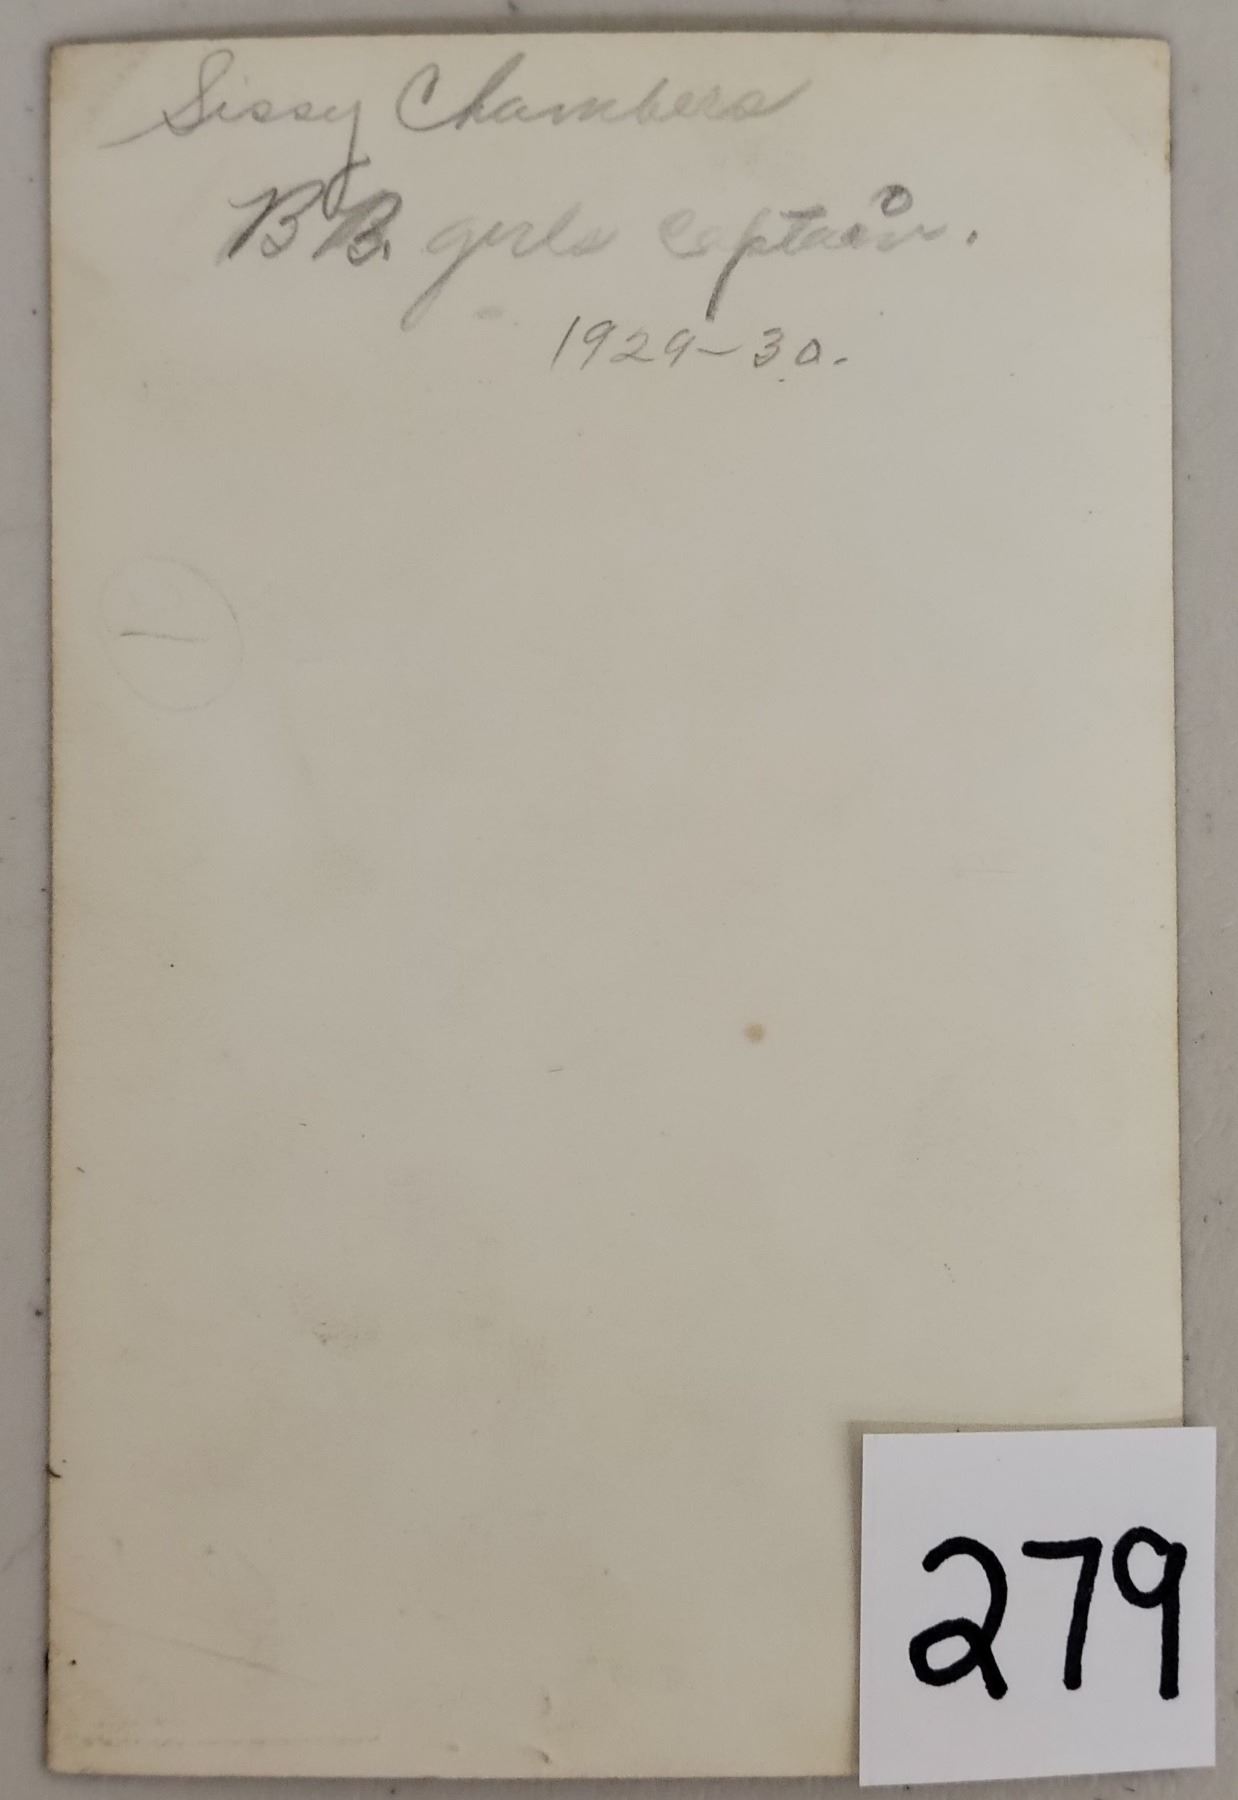 Sissy Chambers
B.B. girls Captain.
1929-30.
279